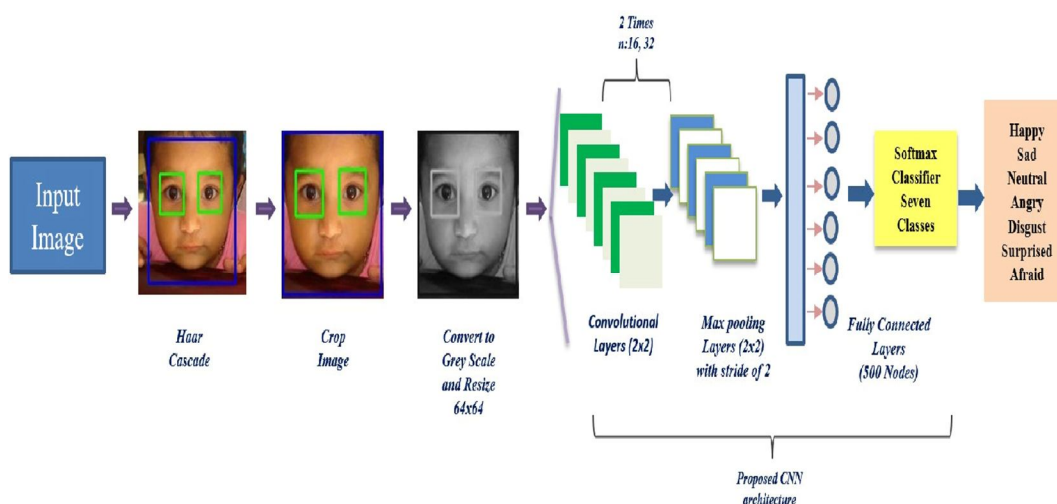 2 Times
n:16, 32
Input
Image
Haar
Cascade
Crop
Image
Convert to
Grey Scale
and Resize
64x64
Convolutional
Layers (2x2)
Max pooling
Layers (2x2)
with stride of 2
Fully Connected
Layers
(500 Nodes)
Softmax
Classifier
Seven
Classes
Happy
Sad
Neutral
Angry
Disgust
Surprised
Afraid
Proposed CNN
architecture